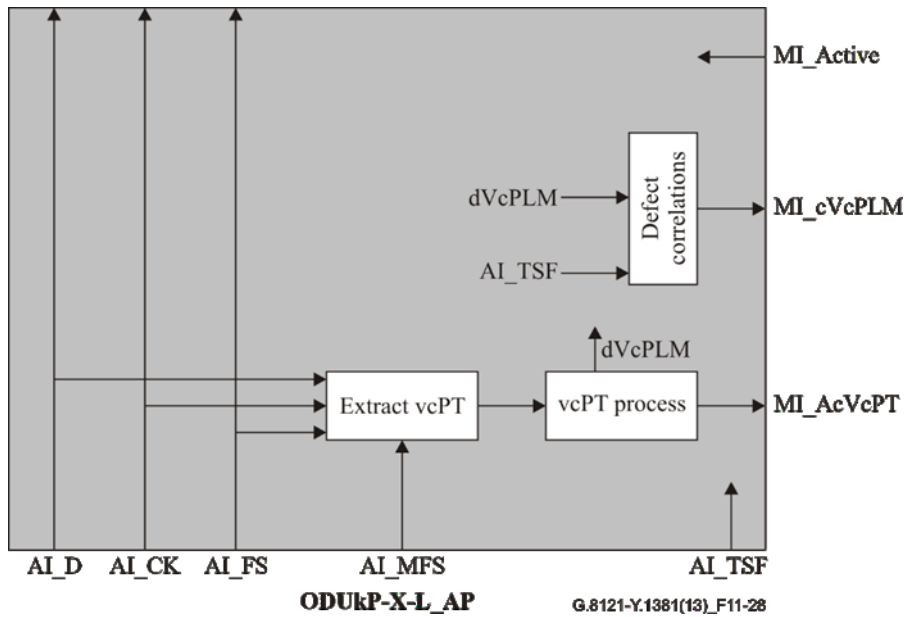 MI_Active
Defect
correlations
dVcPLM
MI_cVcPLM
AI_TSF
dVcPLM
Extract vcPT
vcPT process
MI_AcVcPT
AI_D AI_CK AI_FS AI_MFS AI_TSF
ODUkP-X-L_AP
G.8121-Y.1381(13)_F11-28